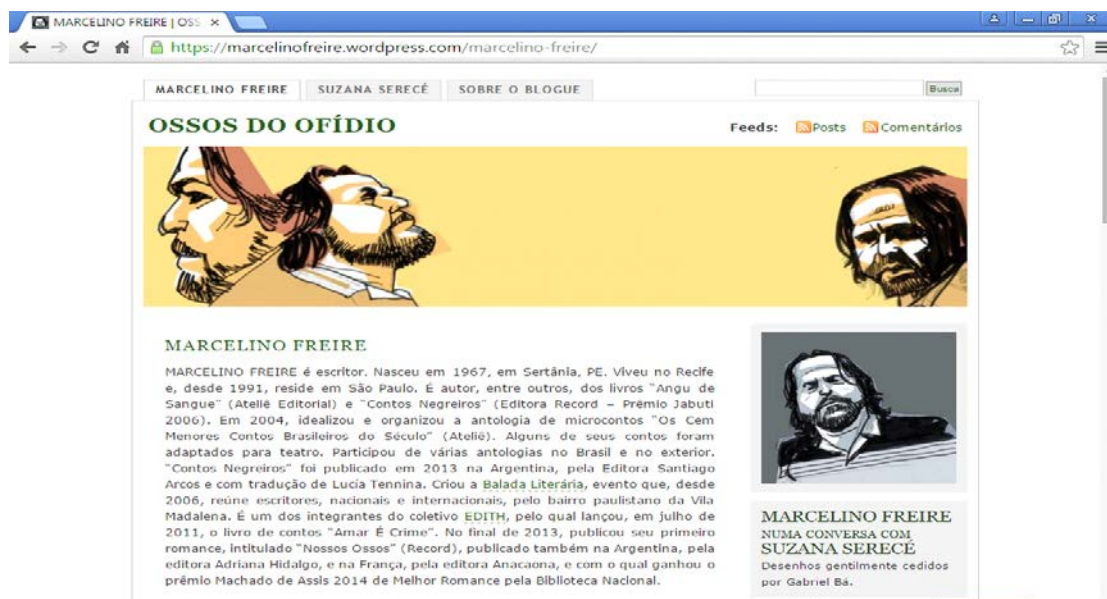 MARCELINO FREIRE | OSS
https://marcelinofreire.wordpress.com/marcelino-freire/
MARCELINO FREIRE SUZANA SERECÉ SOBRE O BLOGUE Busca
OSSOS DO OFÍDIO
Feeds: Posts Comentários
MARCELINO FREIRE
MARCELINO FREIRE é escritor. Nasceu em 1967, em Sertânia, PE. Viveu no Recife
e, desde 1991, reside em São Paulo. É autor, entre outros, dos livros "Angu de
Sangue" (Ateliê Editorial) e "Contos Negreiros" (Editora Record – Prêmio Jabuti
2006). Em 2004, idealizou e organizou a antologia de microcontos "Os Cem
Menores Contos Brasileiros do Século" (Ateliê). Alguns de seus contos foram
adaptados para teatro. Participou de várias antologias no Brasil e no exterior.
"Contos Negreiros" foi publicado em 2013 na Argentina, pela Editora Santiago
Arcos e com tradução de Lucía Tennina. Criou a Balada Literária, evento que, desde
2006, reúne escritores, nacionais e internacionais, pelo bairro paulistano da Vila
Madalena. É um dos integrantes do coletivo EDITH, pelo qual lançou, em julho de
2011, o livro de contos "Amar É Crime". No final de 2013, publicou seu primeiro
romance, intitulado "Nossos Ossos" (Record), publicado também na Argentina, pela
editora Adriana Hidalgo, e na França, pela editora Anacaona, e com o qual ganhou o
prêmio Machado de Assis 2014 de Melhor Romance pela Biblioteca Nacional.
MARCELINO FREIRE
NUMA CONVERSA COM
SUZANA SERECÉ
Desenhos gentilmente cedidos
por Gabriel Bá.